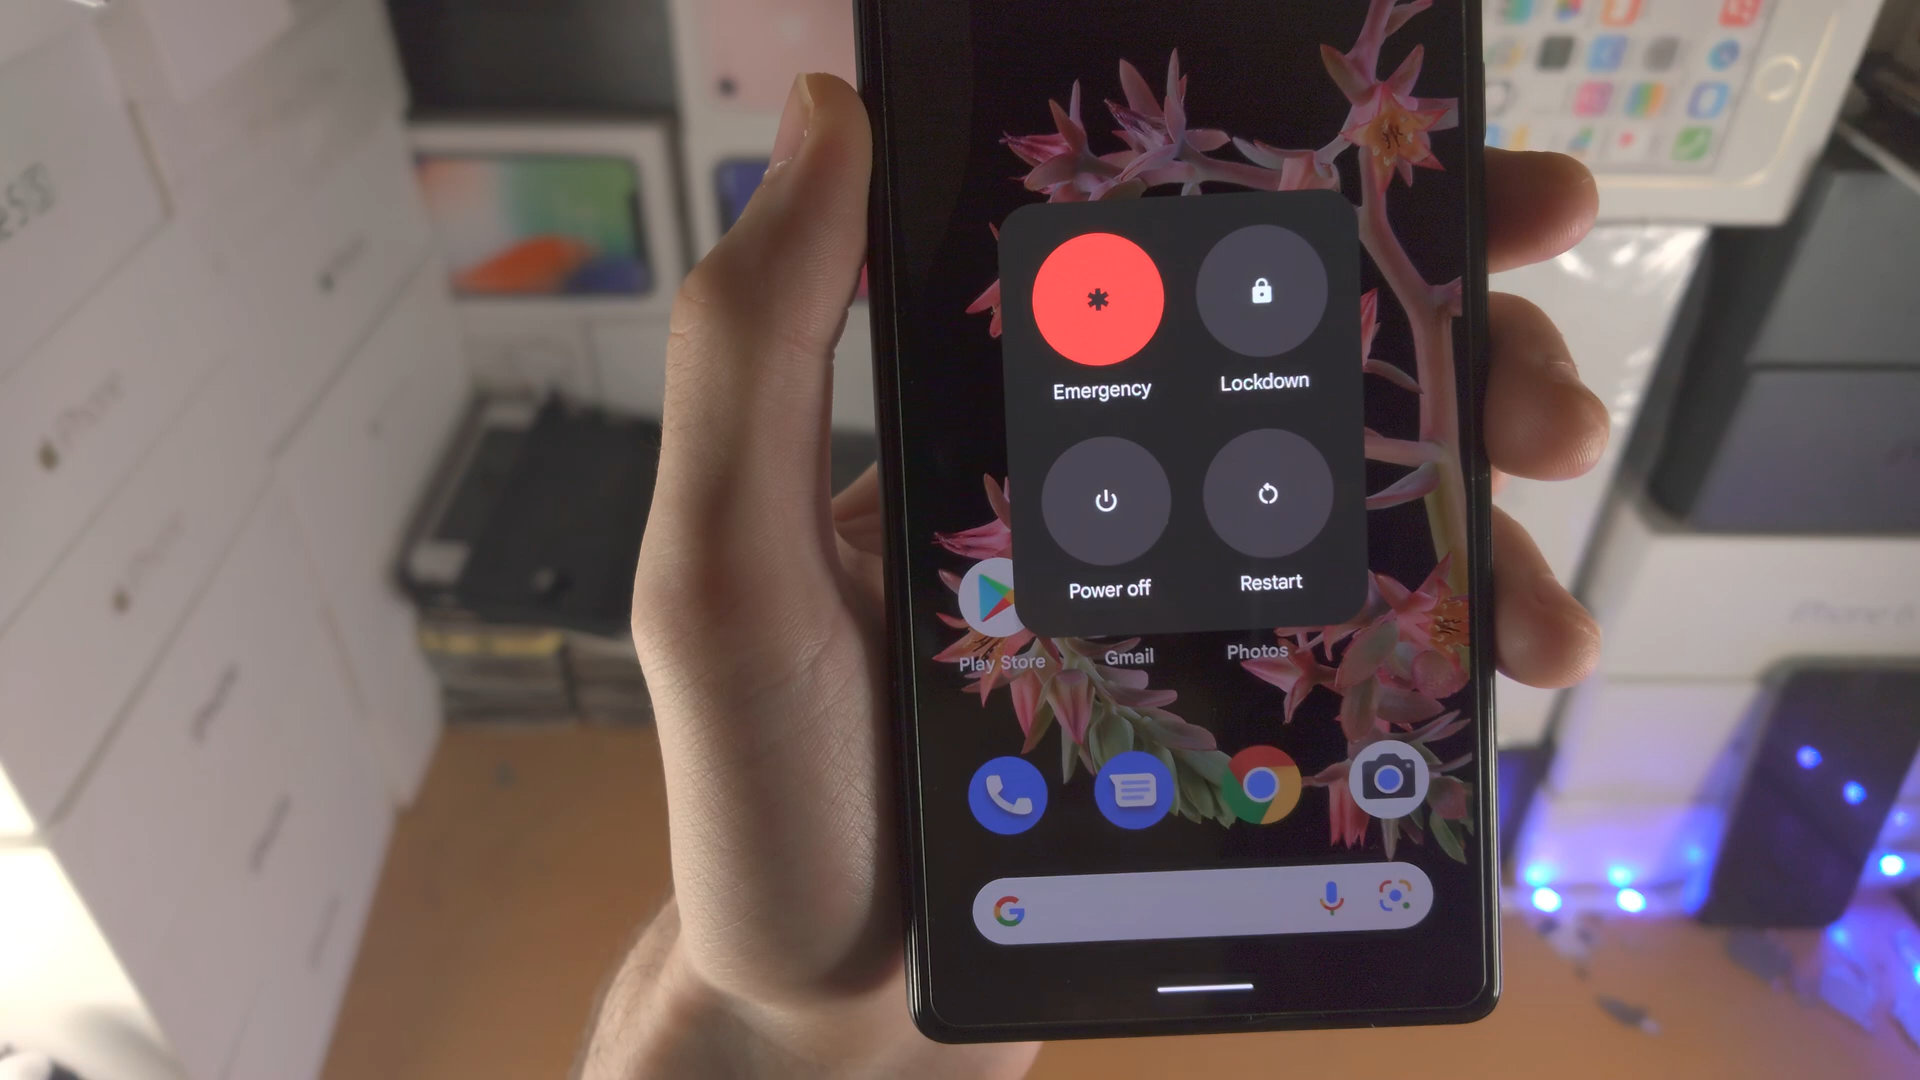 Emergency
Lockdown
Power off
Restart
Play Store
Gmail
Photos
G